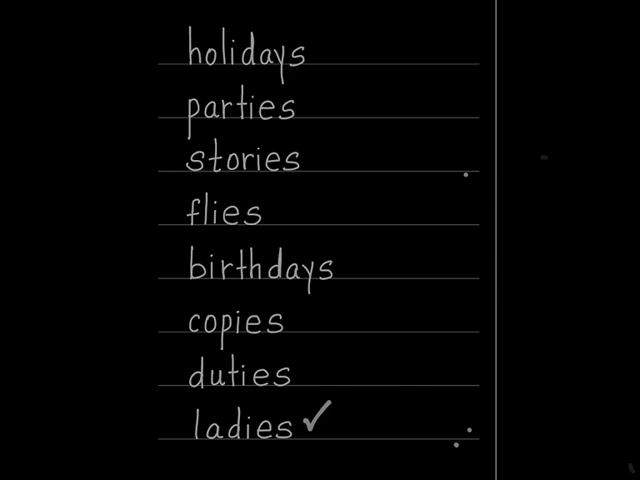 holidays
parties
stories
flies
birthdays
copies
duties
ladies ✓